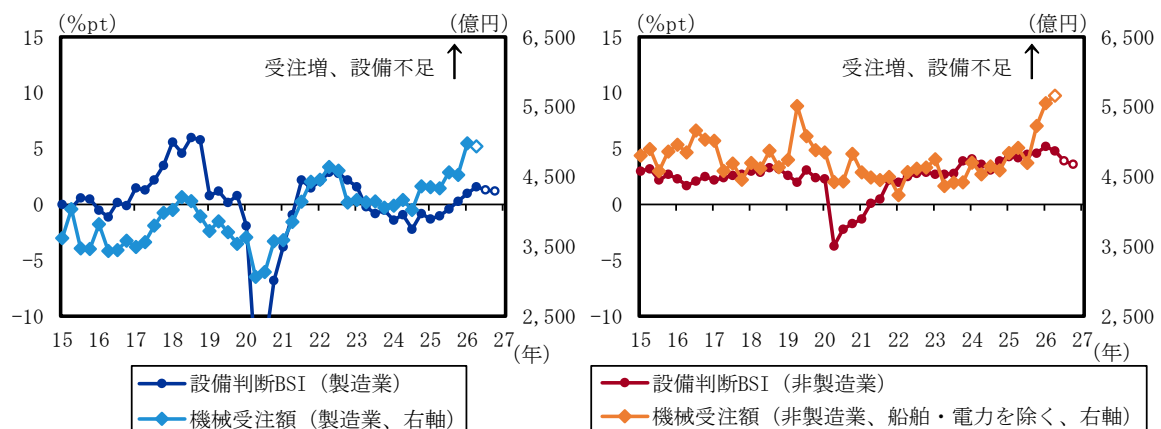 (%pt)
(億円)
15
10
5
0
-5
-10
6,500
5,500
4,500
3,500
2,500
受注増、設備不足
15 16 17 18 19 20 21 22 23 24 25 26 27
(年)
設備判断BSI（製造業）
機械受注額（製造業、右軸）
(%pt)
(億円)
15
10
5
0
-5
-10
6,500
5,500
4,500
3,500
2,500
受注増、設備不足
15 16 17 18 19 20 21 22 23 24 25 26 27
(年)
設備判断BSI（非製造業）
機械受注額（非製造業、船舶・電力を除く、右軸）